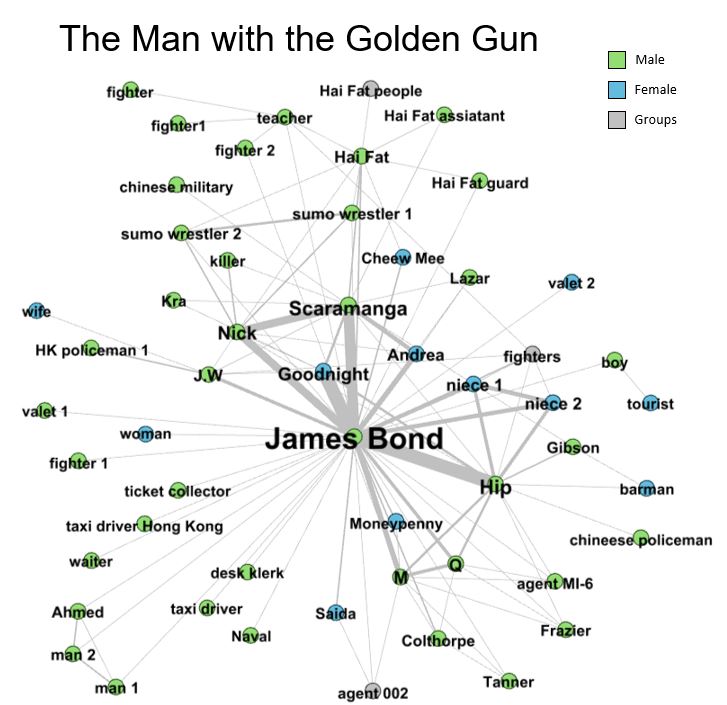 The Man with the Golden Gun
Male
Female
Groups
fighter
Hai Fat people
fighter1
teacher
Hai Fat assiatant
fighter 2
Hai Fat
chinese military
Hai Fat guard
sumo wrestler 1
sumo wrestler 2
killer
Cheew Mee
Lazar
valet 2
Kra
Scaramanga
wife
Nick
HK policeman 1
Andrea
fighters
boy
J.W
Goodnight
niece 1
niece 2
tourist
valet 1
woman
James Bond
Gibson
fighter 1
ticket collector
Hip
barman
taxi driver Hong Kong
Moneypenny
chineese policeman
waiter
desk klerk
M
Q
agent MI-6
Ahmed
taxi driver
Saida
Naval
Colthorpe
Frazier
man 2
man 1
agent 002
Tanner